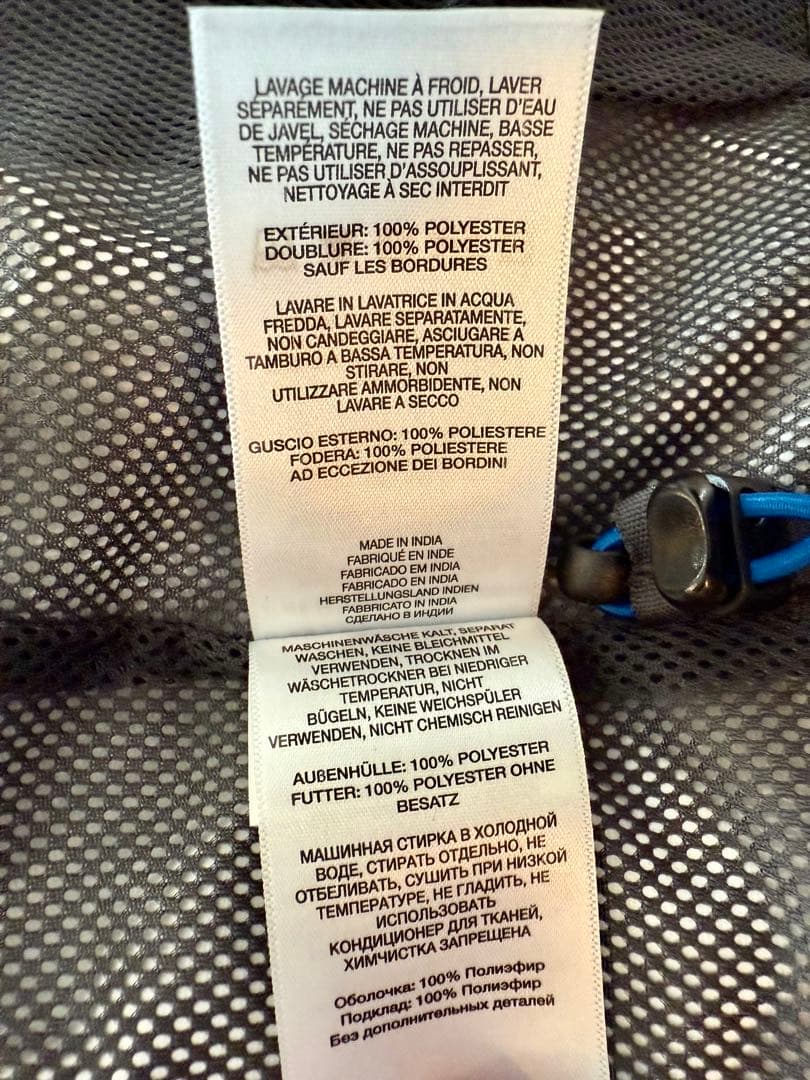 LAVAGE MACHINE À FROID, LAVER
SÉPARÉMENT, NE PAS UTILISER D'EAU
DE JAVEL, SÉCHAGE MACHINE, BASSE
TEMPÉRATURE, NE PAS REPASSER,
NE PAS UTILISER D'ASSOUPLISSANT,
NETTOYAGE À SEC INTERDIT
EXTÉRIEUR: 100% POLYESTER
DOUBLURE: 100% POLYESTER
SAUF LES BORDURES
LAVARE IN LAVATRICE IN ACQUA
FREDDA, LAVARE SEPARATAMENTE,
NON CANDEGGIARE, ASCIUGARE A
TAMBURO A BASSA TEMPERATURA, NON
STIRARE, NON
UTILIZZARE AMMORBIDENTE, NON
LAVARE A SECCO
GUSCIO ESTERNO: 100% POLIESTERE
FODERA: 100% POLIESTERE
AD ECCEZIONE DEI BORDINI
MADE IN INDIA
FABRIQUÉ EN INDE
FABRICADO EM INDIA
FABRICADO EN INDIA
HERSTELLUNGSLAND INDIEN
FABBRICATO IN INDIA
СДЕЛАНО В ИНДИИ
MASCHINENWÄSCHE KALT, SEPARAT
WASCHEN, KEINE BLEICHMITTEL
VERWENDEN, TROCKNEN IM
WÄSCHETROCKNER BEI NIEDRIGER
TEMPERATUR, NICHT
BÜGELN, KEINE WEICHSPÜLER
VERWENDEN, NICHT CHEMISCH REINIGEN
AUßENHÜLLE: 100% POLYESTER
FUTTER: 100% POLYESTER OHNE
BESATZ
МАШИННАЯ СТИРКА В ХОЛОДНОЙ
ВОДЕ, СТИРАТЬ ОТДЕЛЬНО, НЕ
ОТБЕЛИВАТЬ, СУШИТЬ ПРИ НИЗКОЙ
ТЕМПЕРАТУРЕ, НЕ ГЛАДИТЬ, НЕ
ИСПОЛЬЗОВАТЬ
КОНДИЦИОНЕР ДЛЯ ТКАНЕЙ,
ХИМЧИСТКА ЗАПРЕЩЕНА
Оболочка: 100% Полиэфир
Подклад: 100% Полиэфир
Без дополнительных деталей